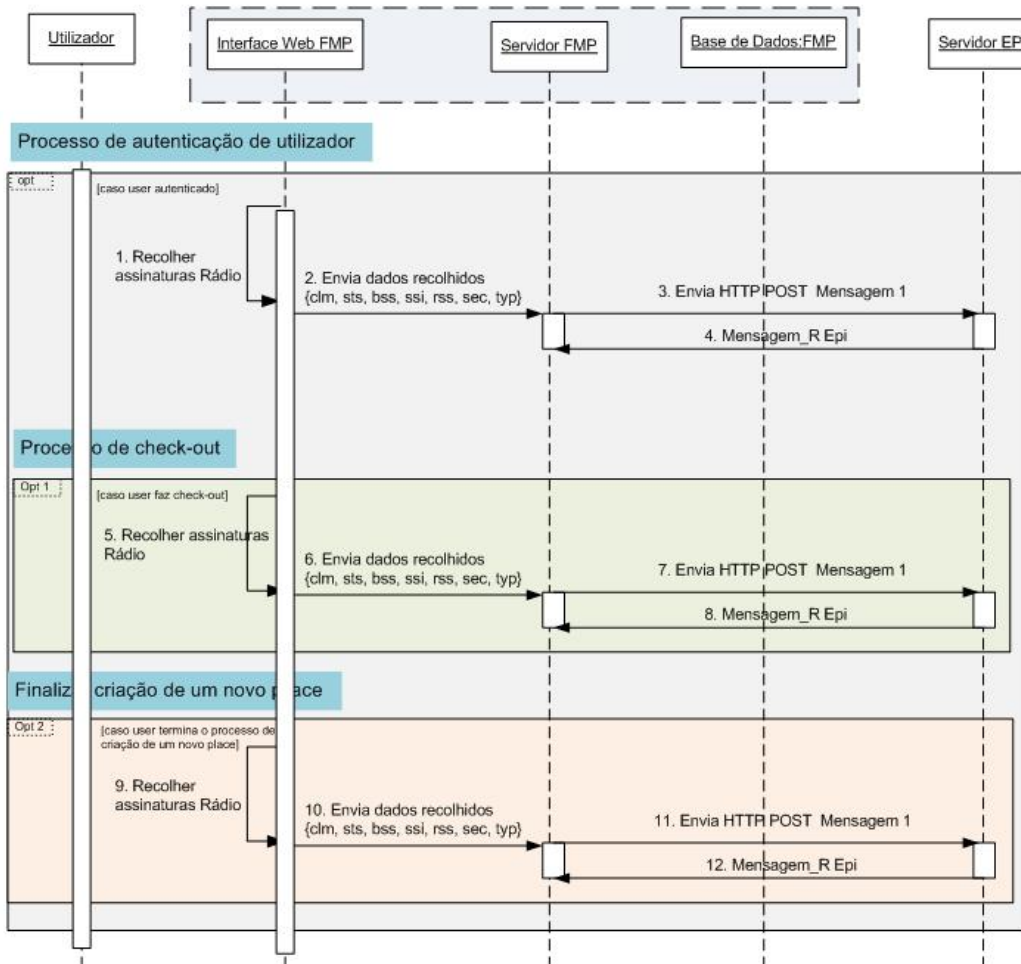 Utilizador
Interface Web FMP
Servidor FMP
Base de Dados:FMP
Servidor EP
Processo de autenticação de utilizador
opt
[caso user autenticado]
1. Recolher
assinaturas Rádio
2. Envia dados recolhidos
{clm, sts, bss, ssi, rss, sec, typ}
3. Envia HTTP POST Mensagem 1
4. Mensagem_R Epi
Processo de check-out
Opt 1
[caso user faz check-out]
5. Recolher assinaturas
Rádio
6. Envia dados recolhidos
{clm, sts, bss, ssi, rss, sec, typ}
7. Envia HTTP POST Mensagem 1
8. Mensagem_R Epi
criação de um novo place
Opt 2
[caso user termina o processo de
criação de um novo place]
9. Recolher
assinaturas Rádio
10. Envia dados recolhidos
{clm, sts, bss, ssi, rss, sec, typ}
11. Envia HTTP POST Mensagem 1
12. Mensagem_R Epi